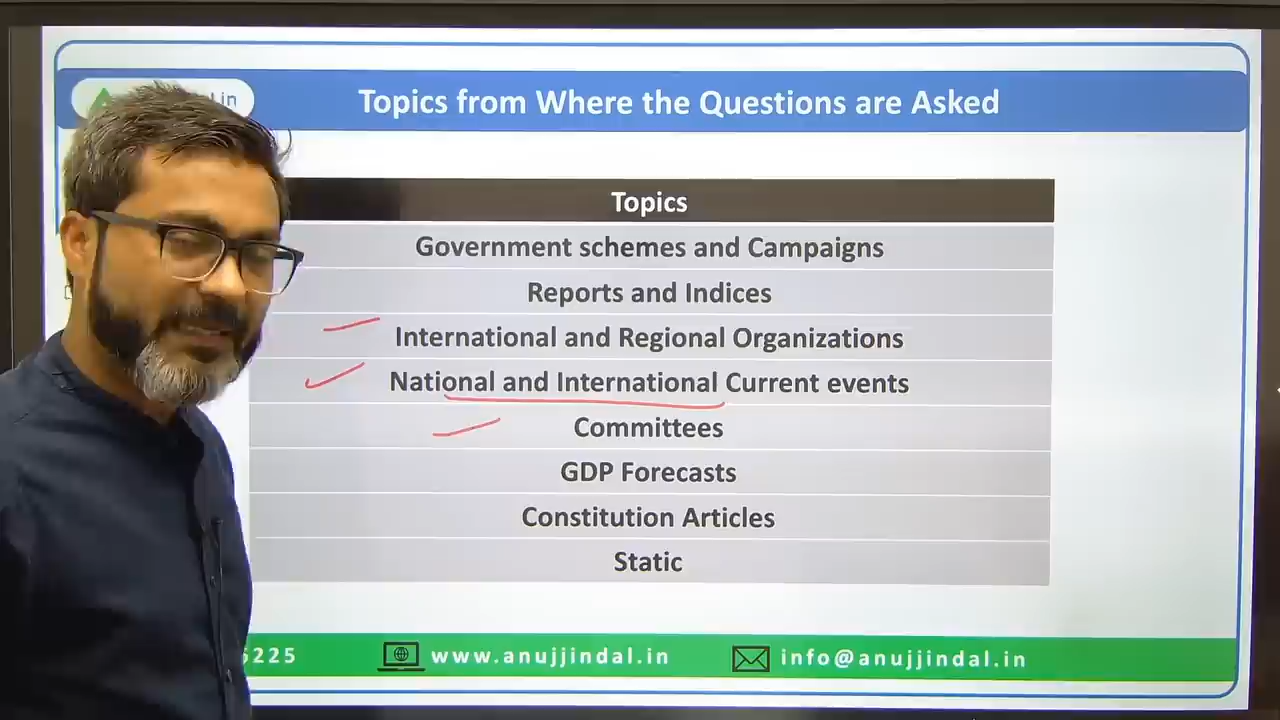 Topics from Where the Questions are Asked
Topics
Government schemes and Campaigns
Reports and Indices
International and Regional Organizations
National and International Current events
Committees
GDP Forecasts
Constitution Articles
Static
5225
www.anujjindal.in
info@anujjindal.in